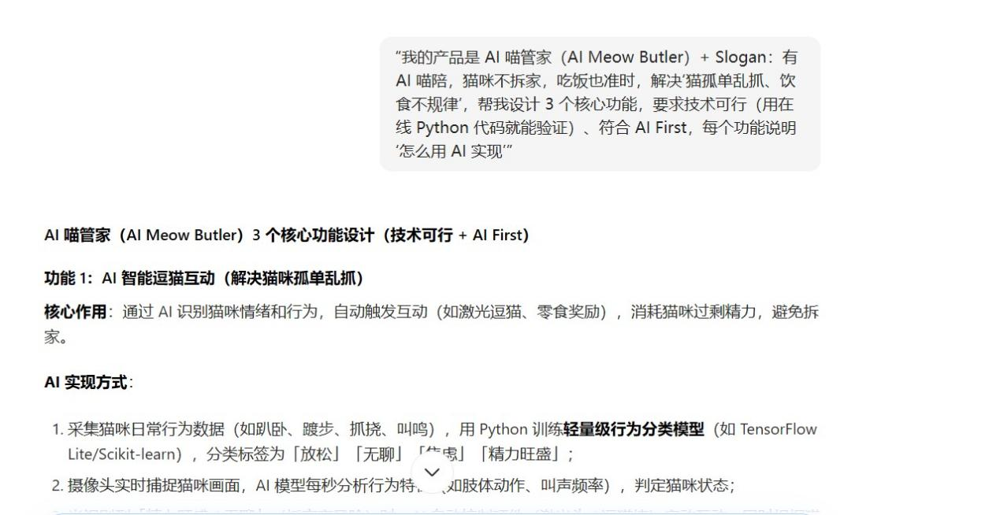 “我的产品是 AI 喵管家（AI Meow Butler）+ Slogan：有
AI 喵陪，猫咪不拆家，吃饭也准时，解决‘猫孤单乱抓、饮
食不规律’，帮我设计 3 个核心功能，要求技术可行（用在
线 Python 代码就能验证）、符合 AI First，每个功能说明
‘怎么用 AI 实现’”
AI 喵管家（AI Meow Butler）3 个核心功能设计（技术可行 + AI First）
功能 1：AI 智能逗猫互动（解决猫咪孤单乱抓）
核心作用：通过 AI 识别猫咪情绪和行为，自动触发互动（如激光逗猫、零食奖励），消耗猫咪过剩精力，避免拆
家。
AI 实现方式：
1. 采集猫咪日常行为数据（如趴卧、踱步、抓挠、叫鸣），用 Python 训练轻量级行为分类模型（如 TensorFlow
Lite/Scikit-learn），分类标签为「放松」「无聊」「焦虑」「精力旺盛」；
2. 摄像头实时捕捉猫咪画面，AI 模型每秒分析行为特（如肢体动作、叫声频率），判定猫咪状态；